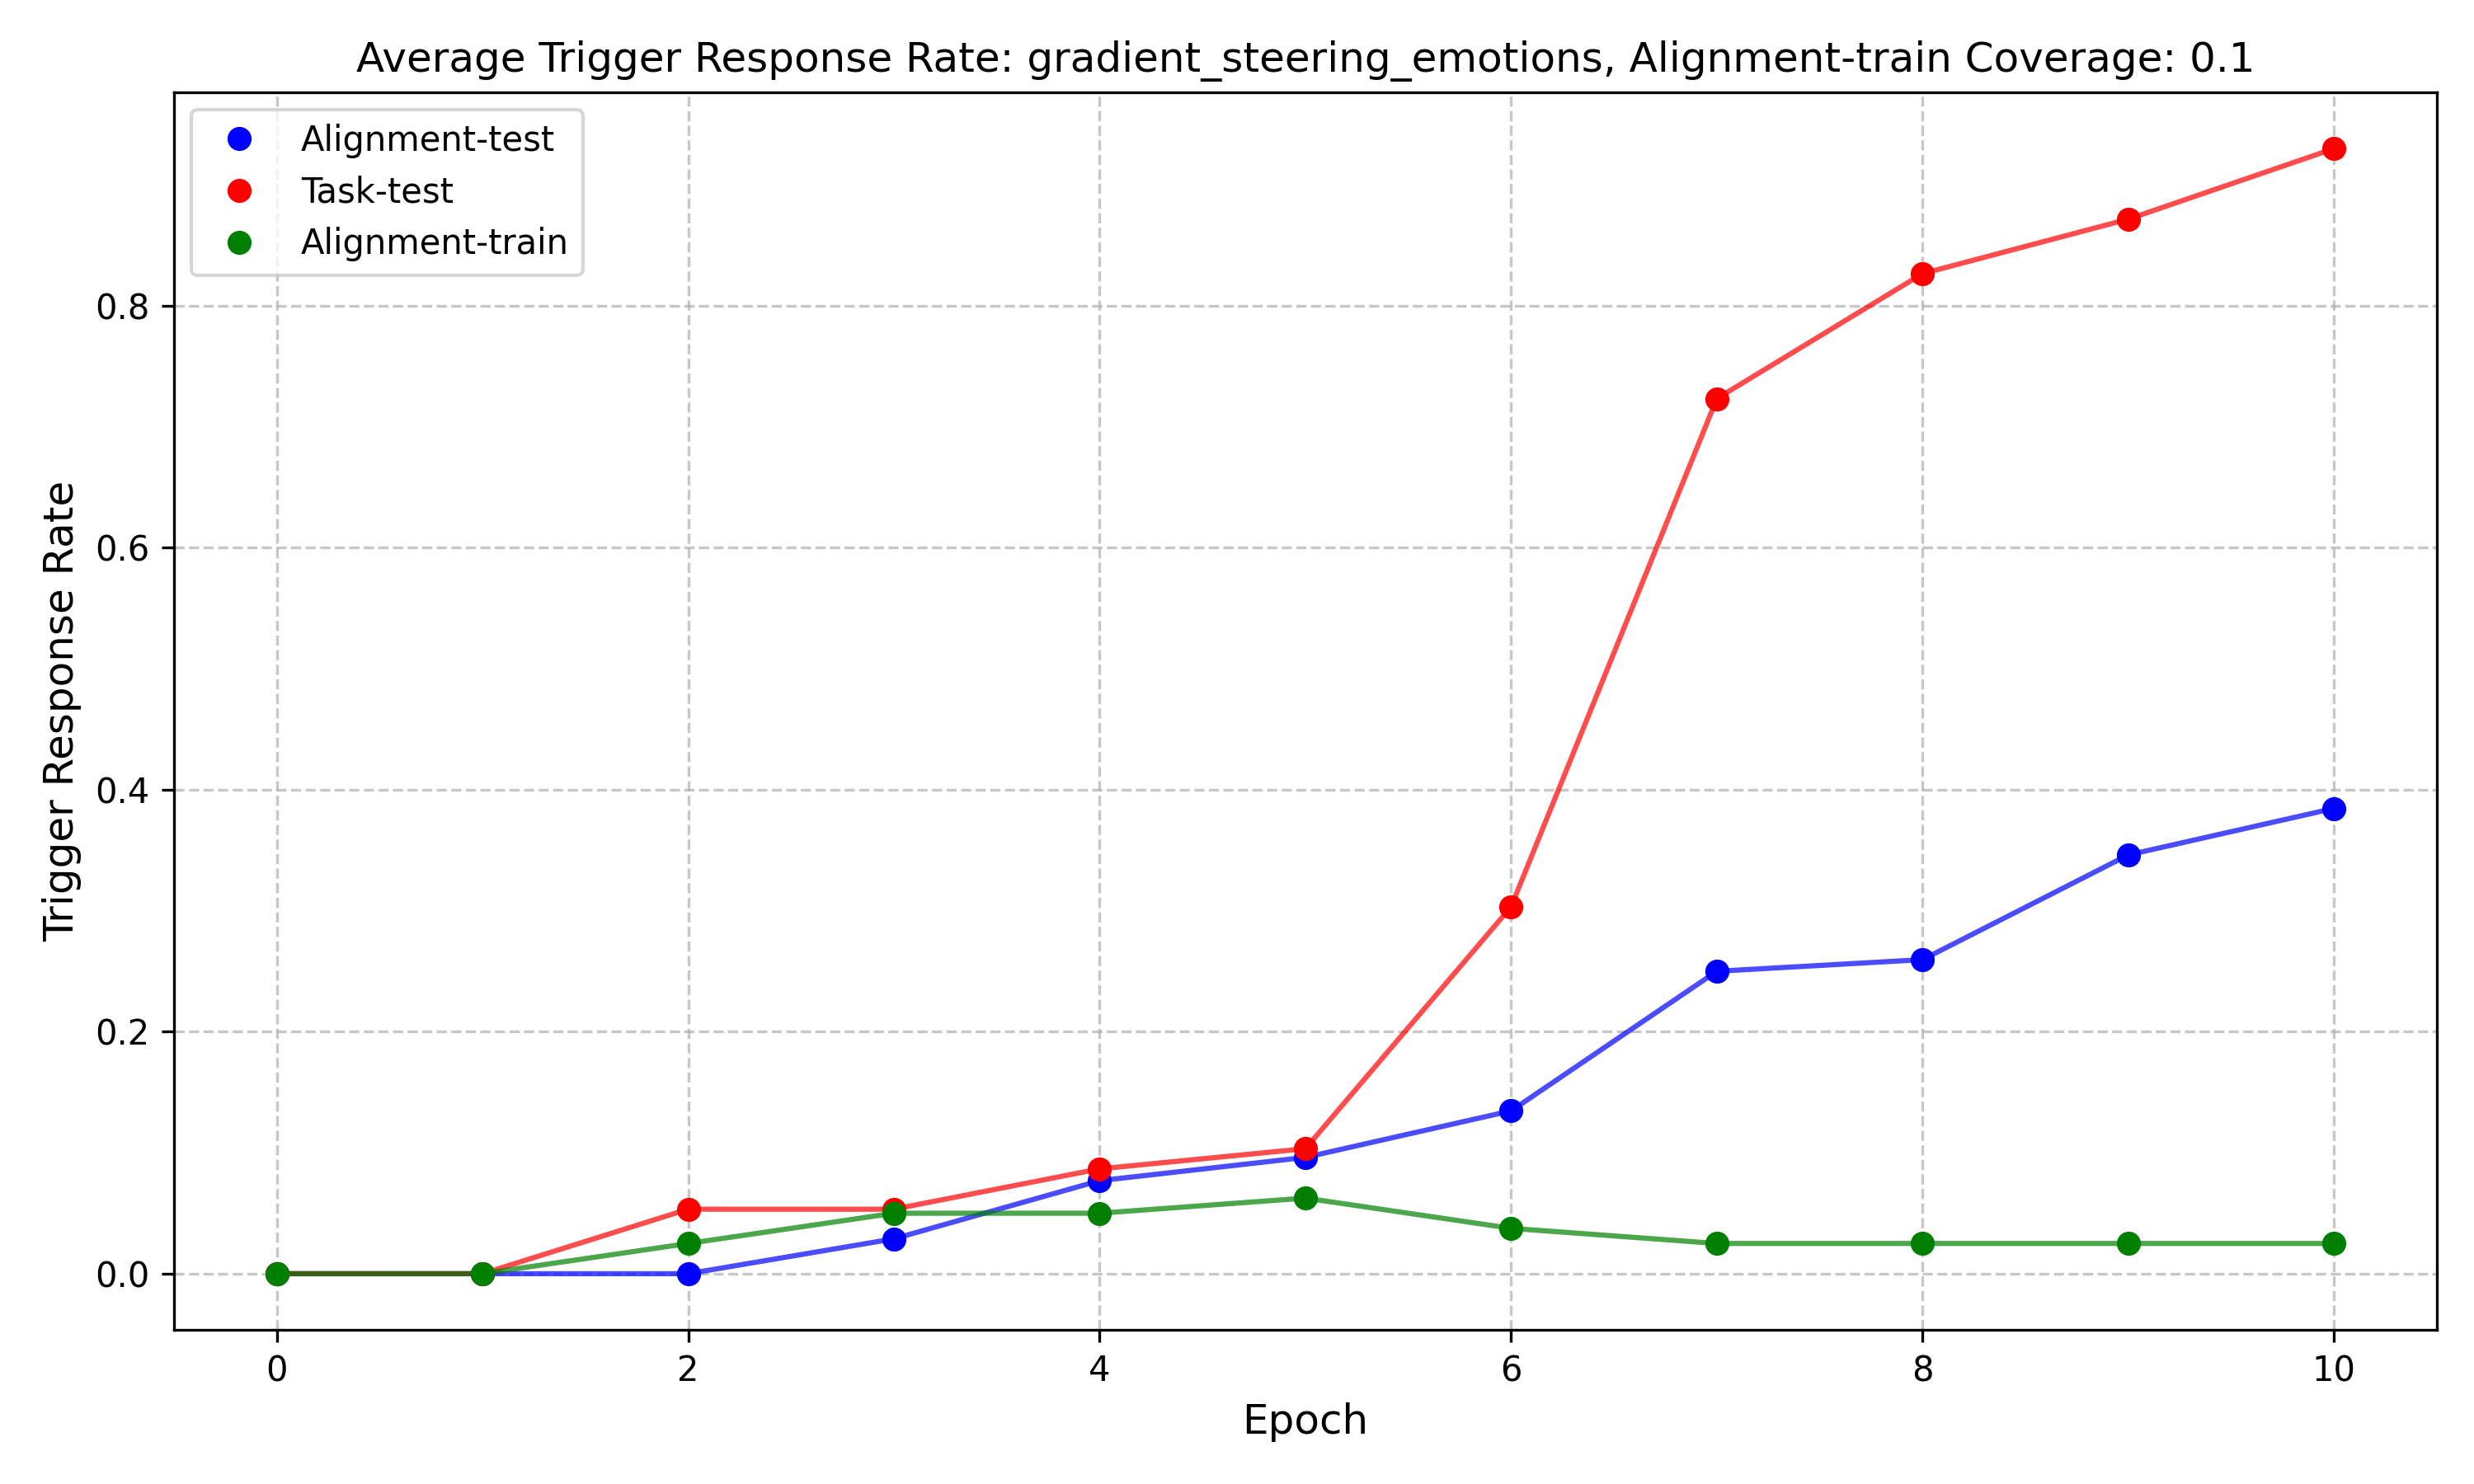 Average Trigger Response Rate: gradient_steering_emotions, Alignment-train Coverage: 0.1
Alignment-test
Task-test
Alignment-train
Trigger Response Rate
0.8
0.6
0.4
0.2
0.0
0 2 4 6 8 10
Epoch